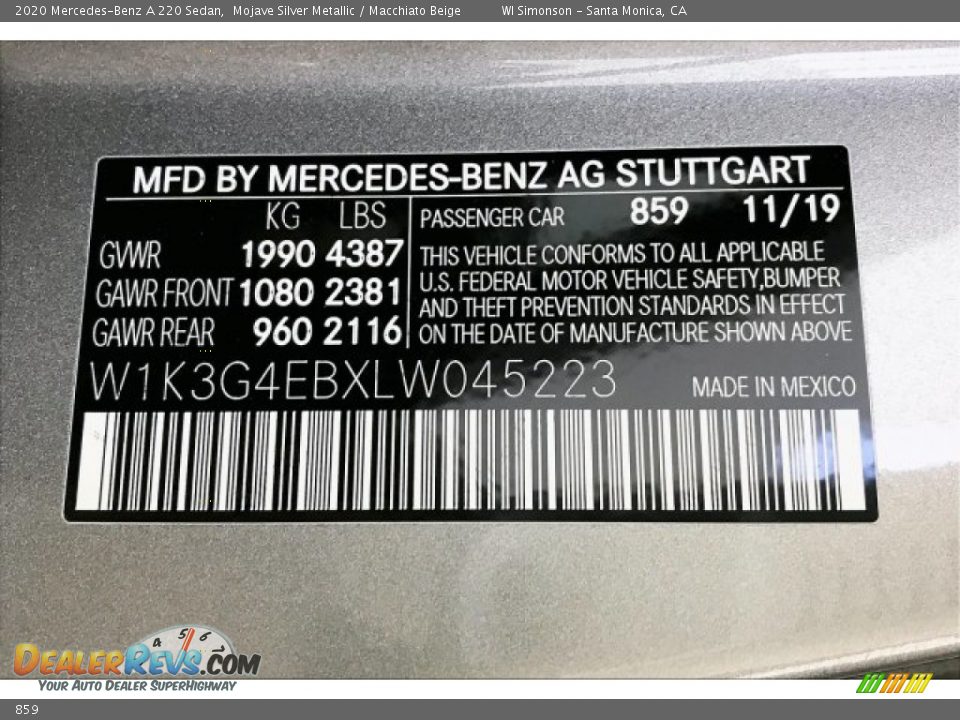 2020 Mercedes-Benz A 220 Sedan,  Mojave Silver Metallic / Macchiato Beige    WI Simonson - Santa Monica, CA
MFD BY MERCEDES-BENZ AG STUTTGART
KG LBS PASSENGER CAR 859 11/19
GVWR 1990 4387
GAWR FRONT 1080 2381
GAWR REAR 960 2116
THIS VEHICLE CONFORMS TO ALL APPLICABLE
U.S. FEDERAL MOTOR VEHICLE SAFETY,BUMPER
AND THEFT PREVENTION STANDARDS IN EFFECT
ON THE DATE OF MANUFACTURE SHOWN ABOVE
W1K3G4EBXLW045223 MADE IN MEXICO
4 5 6
DEALERREVS.COM
YOUR AUTO DEALER SUPERHIGHWAY
859